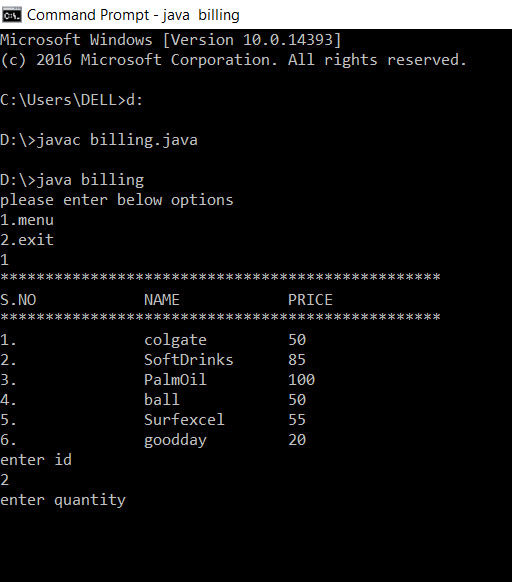 Command Prompt - java  billing
Microsoft Windows [Version 10.0.14393]
(c) 2016 Microsoft Corporation. All rights reserved.
C:\Users\DELL>d:
D:\>javac billing.java
D:\>java billing
please enter below options
1.menu
2.exit
1
*************************************************
S.NO            NAME            PRICE
*************************************************
1.              colgate         50
2.              SoftDrinks      85
3.              PalmOil         100
4.              ball            50
5.              Surfexcel       55
6.              goodday         20
enter id
2
enter quantity